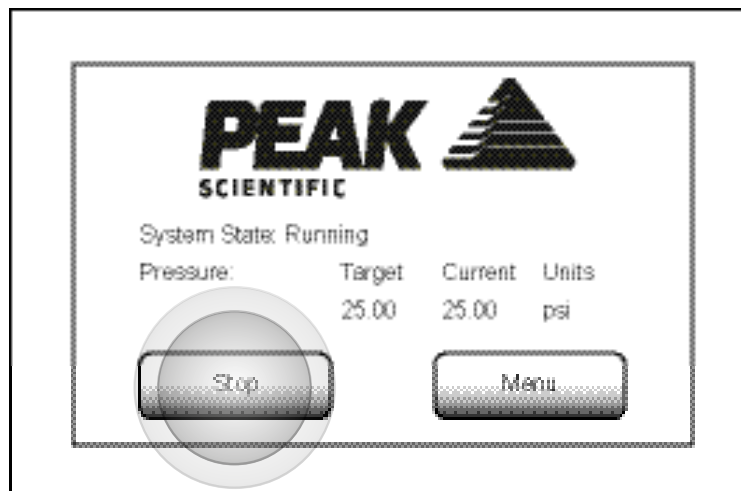 PEAK
SCIENTIFIC
System State: Running
Pressure: Target Current Units
25.00 25.00 psi
Stop Menu